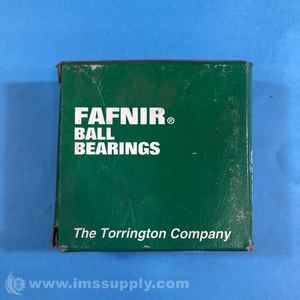 FAFNIR®
BALL
BEARINGS
The Torrington Company
www.imssupply.com